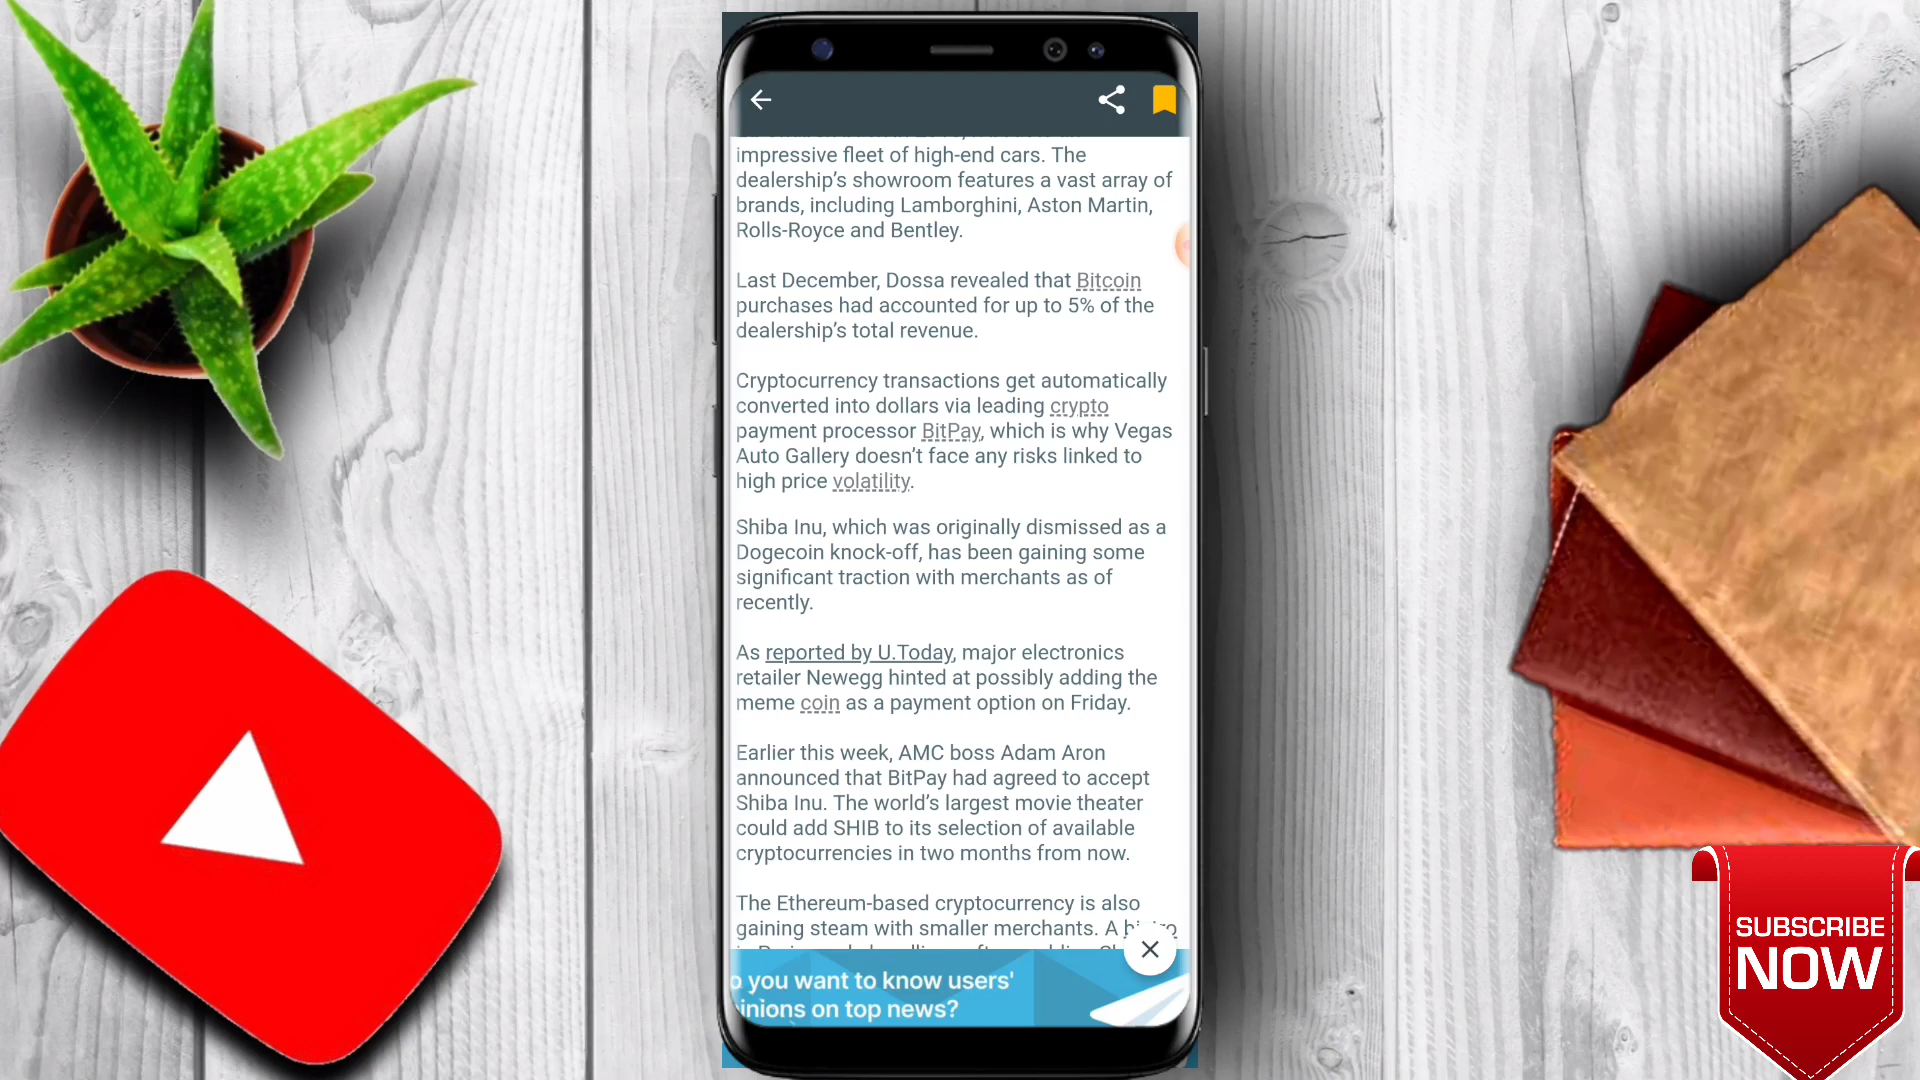 impressive fleet of high-end cars. The
dealership’s showroom features a vast array of
brands, including Lamborghini, Aston Martin,
Rolls-Royce and Bentley.
Last December, Dossa revealed that Bitcoin
purchases had accounted for up to 5% of the
dealership’s total revenue.
Cryptocurrency transactions get automatically
converted into dollars via leading crypto
payment processor BitPay, which is why Vegas
Auto Gallery doesn’t face any risks linked to
high price volatility.
Shiba Inu, which was originally dismissed as a
Dogecoin knock-off, has been gaining some
significant traction with merchants as of
recently.
As reported by U.Today, major electronics
retailer Newegg hinted at possibly adding the
meme coin as a payment option on Friday.
Earlier this week, AMC boss Adam Aron
announced that BitPay had agreed to accept
Shiba Inu. The world’s largest movie theater
could add SHIB to its selection of available
cryptocurrencies in two months from now.
The Ethereum-based cryptocurrency is also
gaining steam with smaller merchants. A
o you want to know users'
inions on top news?
SUBSCRIBE
NOW